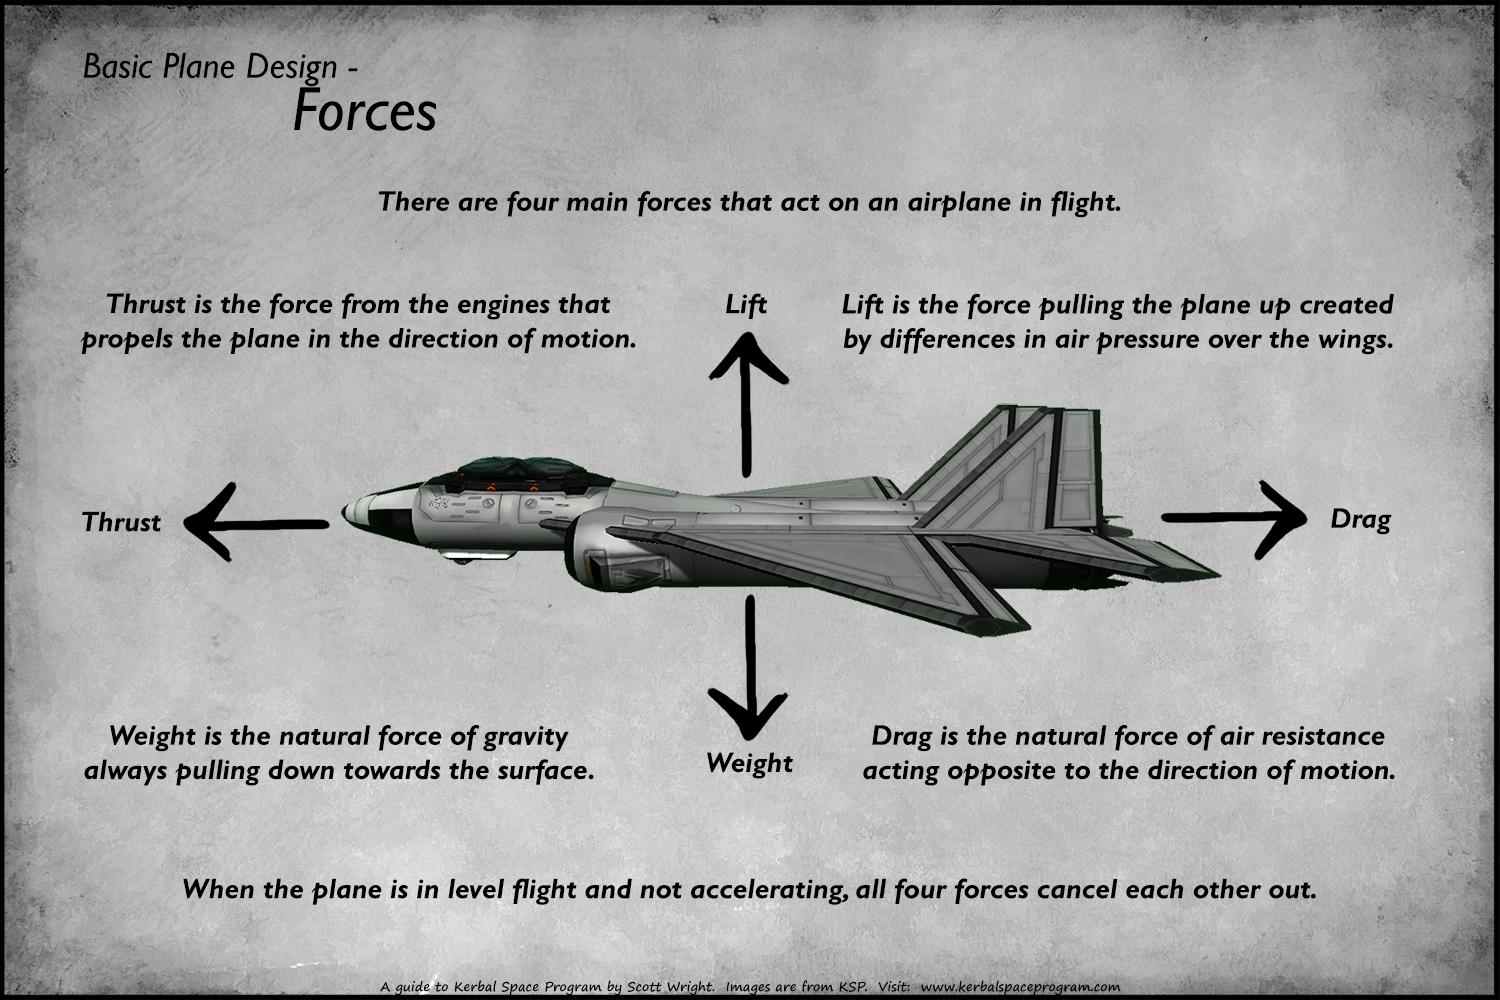 Basic Plane Design -
Forces
There are four main forces that act on an airplane in flight.
Thrust is the force from the engines that
propels the plane in the direction of motion.
Lift
Lift is the force pulling the plane up created
by differences in air pressure over the wings.
Thrust
Drag
Weight is the natural force of gravity
always pulling down towards the surface.
Weight
Drag is the natural force of air resistance
acting opposite to the direction of motion.
When the plane is in level flight and not accelerating, all four forces cancel each other out.
A guide to Kerbal Space Program by Scott Wright. Images are from KSP. Visit: www.kerbalspaceprogram.com